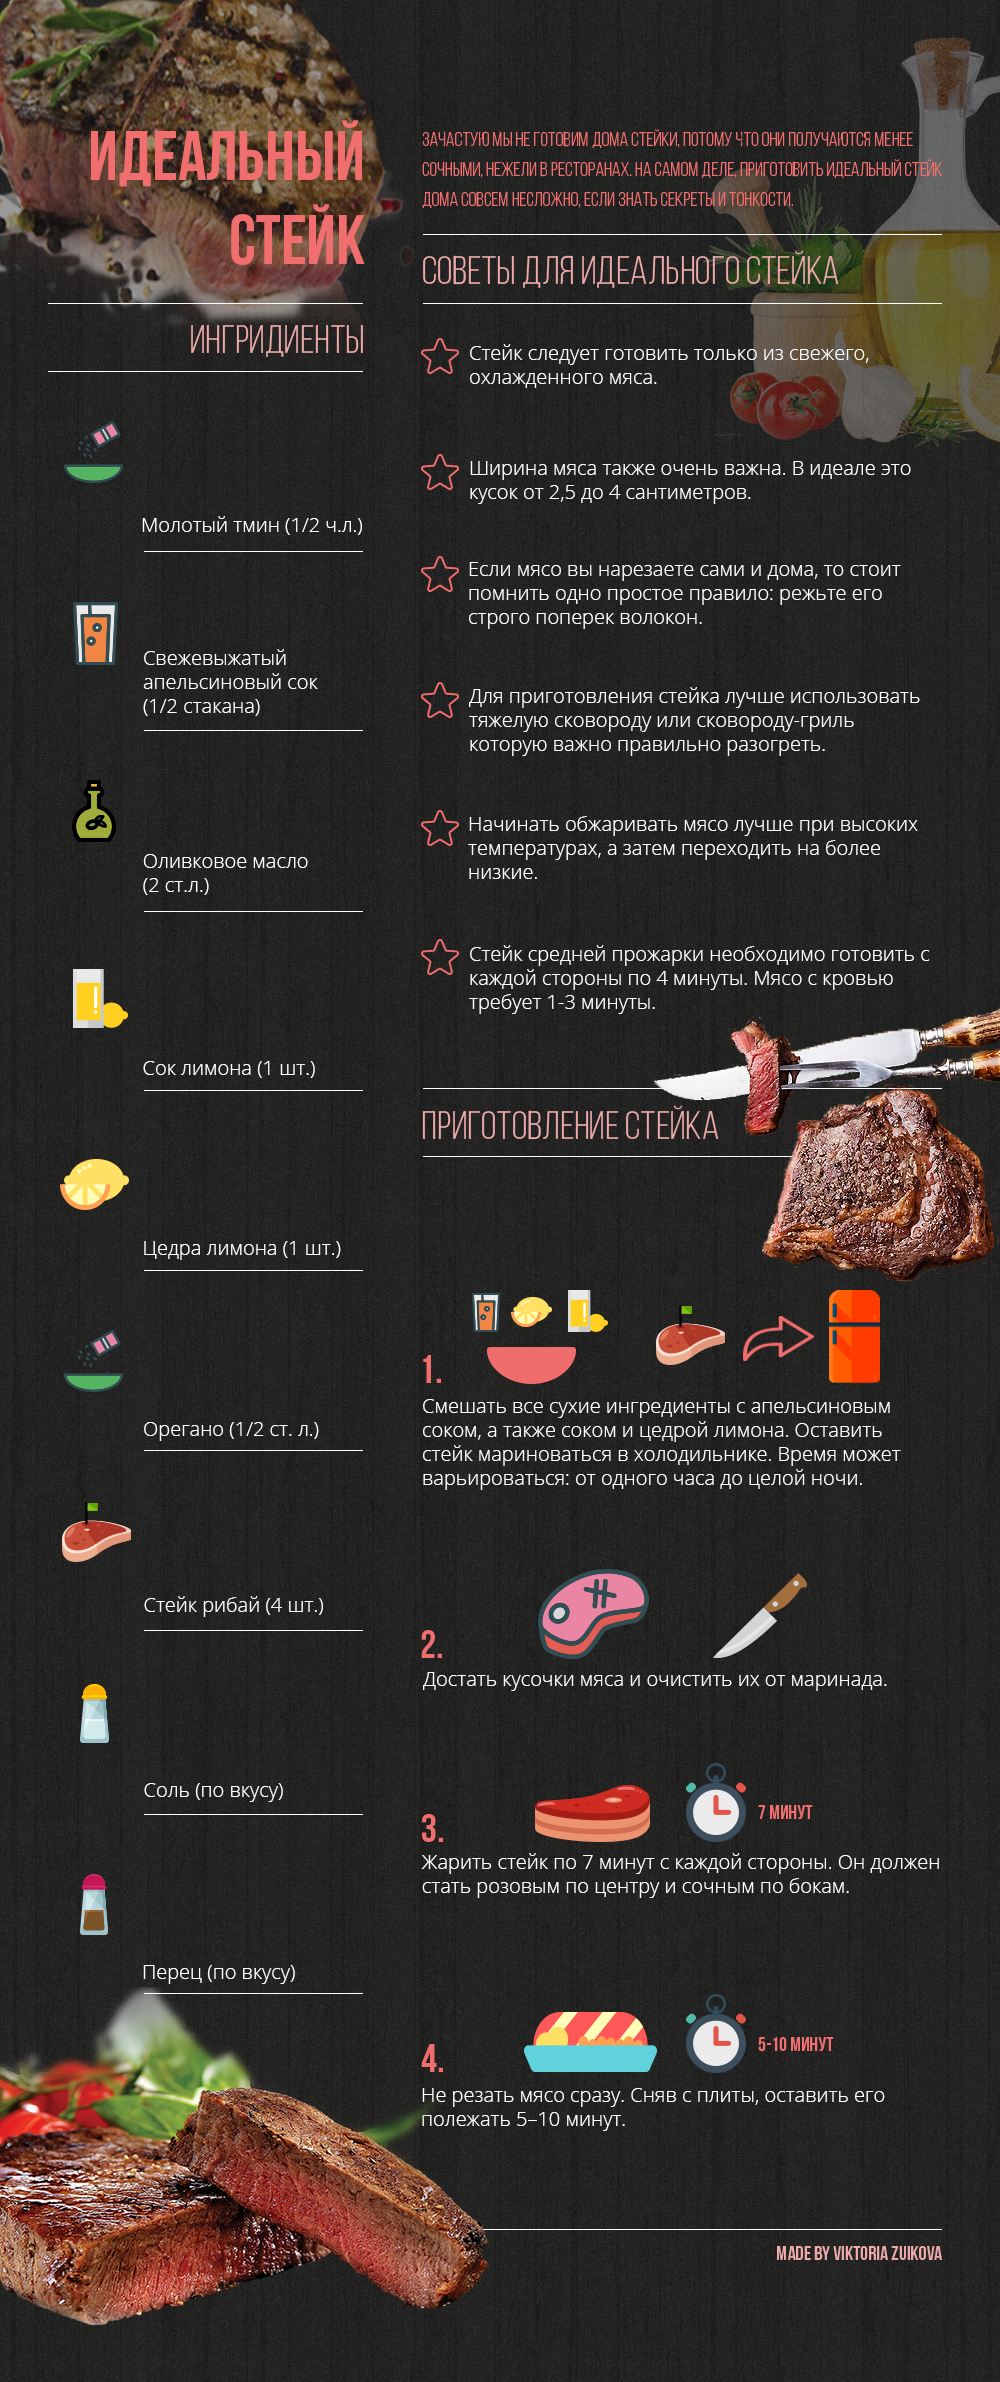 ИДЕАЛЬНЫЙ
СТЕЙК
ИНГРИДИЕНТЫ
Молотый тмин (1/2 ч.л.)
Свежевыжатый
апельсиновый сок
(1/2 стакана)
Оливковое масло
(2 ст.л.)
Сок лимона (1 шт.)
Цедра лимона (1 шт.)
Орегано (1/2 ст. л.)
Стейк рибай (4 шт.)
Соль (по вкусу)
Перец (по вкусу)
ЗАЧАСТУЮ МЫ НЕ ГОТОВИМ ДОМА СТЕЙКИ, ПОТОМУ ЧТО ОНИ ПОЛУЧАЮТСЯ МЕНЕЕ
СОЧНЫМИ, НЕЖЕЛИ В РЕСТОРАНАХ. НА САМОМ ДЕЛЕ, ПРИГОТОВИТЬ ИДЕАЛЬНЫЙ СТЕЙК
ДОМА СОВСЕМ НЕСЛОЖНО, ЕСЛИ ЗНАТЬ СЕКРЕТЫ И ТОНКОСТИ.
СОВЕТЫ ДЛЯ ИДЕАЛЬНОГО СТЕЙКА
Стейк следует готовить только из свежего,
охлажденного мяса.
Ширина мяса также очень важна. В идеале это
кусок от 2,5 до 4 сантиметров.
Если мясо вы нарезаете сами и дома, то стоит
помнить одно простое правило: режьте его
строго поперек волокон.
Для приготовления стейка лучше использовать
тяжелую сковороду или сковороду-гриль
которую важно правильно разогреть.
Начинать обжаривать мясо лучше при высоких
температурах, а затем переходить на более
низкие.
Стейк средней прожарки необходимо готовить с
каждой стороны по 4 минуты. Мясо с кровью
требует 1-3 минуты.
ПРИГОТОВЛЕНИЕ СТЕЙКА
1.
Смешать все сухие ингредиенты с апельсиновым
соком, а также соком и цедрой лимона. Оставить
стейк мариноваться в холодильнике. Время может
варьироваться: от одного часа до целой ночи.
2.
Достать кусочки мяса и очистить их от маринада.
3.
7 МИНУТ
Жарить стейк по 7 минут с каждой стороны. Он должен
стать розовым по центру и сочным по бокам.
4.
5-10 МИНУТ
Не резать мясо сразу. Сняв с плиты, оставить его
полежать 5–10 минут.
MADE BY VIKTORIA ZUIKOVA